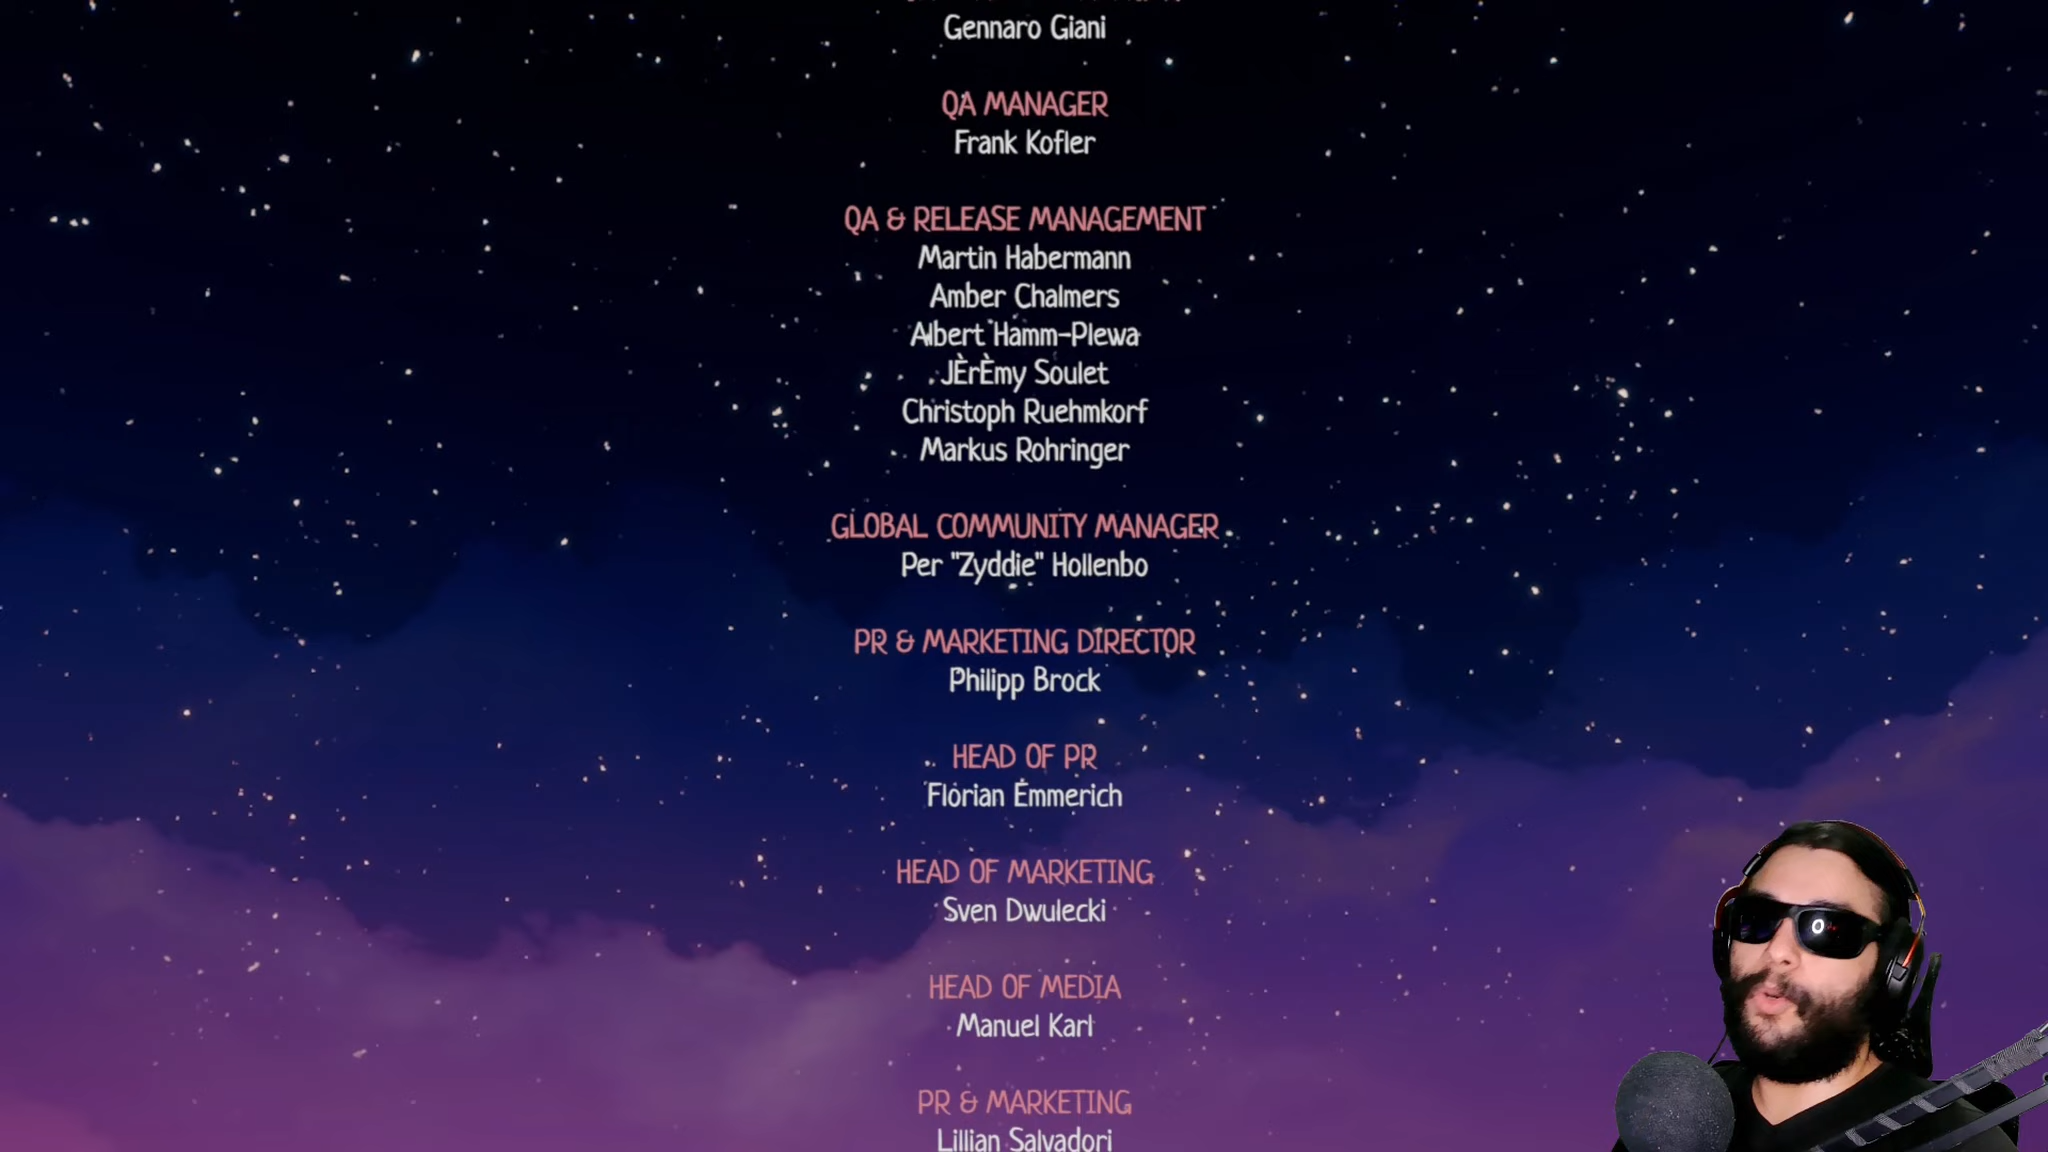 Gennaro Giani
QA MANAGER
Frank Kofler
QA & RELEASE MANAGEMENT
Martin Habermann
Amber Chalmers
Albert Hamm-Plewa
JÈrÈmy Soulet
Christoph Ruehmkorf
Markus Rohringer
GLOBAL COMMUNITY MANAGER
Per "Zyddie" Hollenbo
PR & MARKETING DIRECTOR
Philipp Brock
HEAD OF PR
Florian Emmerich
HEAD OF MARKETING
Sven Dwulecki
HEAD OF MEDIA
Manuel Karl
PR & MARKETING
Lillian Salvadori